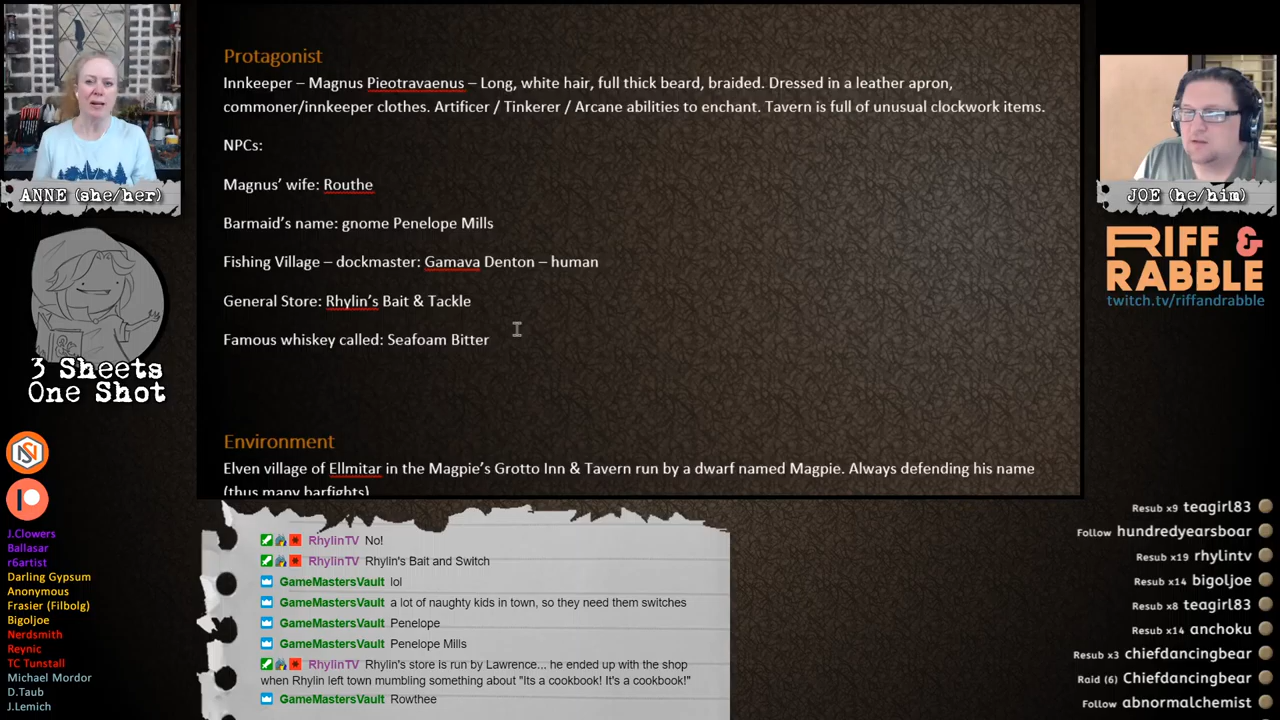 Protagonist
Innkeeper – Magnus Pieotravaenus – Long, white hair, full thick beard, braided. Dressed in a leather apron,
commoner/innkeeper clothes. Artificer / Tinkerer / Arcane abilities to enchant. Tavern is full of unusual clockwork items.
NPCs:
Magnus' wife: Routhe
Barmaid's name: gnome Penelope Mills
Fishing Village – dockmaster: Gamava Denton – human
General Store: Rhylin's Bait & Tackle
Famous whiskey called: Seafoam Bitter
Environment
Elven village of Ellmitar in the Magpie's Grotto Inn & Tavern run by a dwarf named Magpie. Always defending his name
(thus many barfights)
ANNE (she/her)
JOE (he/him)
RIFF &
RABBLE
twitch.tv/riffandrabble
3 Sheets
One Shot
J.Clowers
Ballasar
r6artist
Darling Gypsum
Anonymous
Frasier (Filbolg)
Bigoljoe
Nerdsmith
Reynic
TC Tunstall
Michael Mordor
D.Taub
J.Lemich
RhylinTV No!
RhylinTV Rhylin's Bait and Switch
GameMastersVault lol
GameMastersVault a lot of naughty kids in town, so they need them switches
GameMastersVault Penelope
GameMastersVault Penelope Mills
RhylinTV Rhylin's store is run by Lawrence... he ended up with the shop
when Rhylin left town mumbling something about "Its a cookbook! It's a cookbook!"
GameMastersVault Rowthee
Resub x9 teagirl83
Follow hundredyearsboar
Resub x19 rhylintv
Resub x14 bigoljoe
Resub x8 teagirl83
Resub x14 anchoku
Resub x3 chiefdancingbear
Raid (6) Chiefdancingbear
Follow abnormalchemist